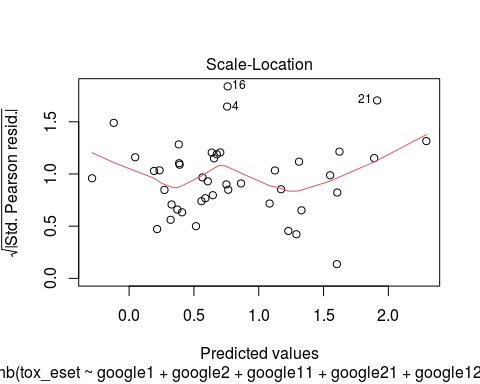 Scale-Location
√|Std. Pearson resid.|
16
4
21
1.5
1.0
0.5
0.0
0.0 0.5 1.0 1.5 2.0
Predicted values
nb(tox_eset ~ google1 + google2 + google11 + google21 + google12